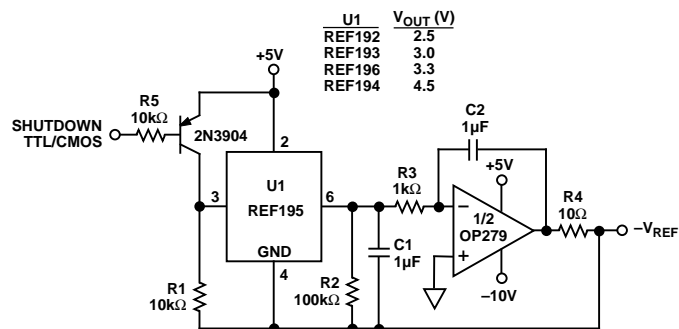 U1 VOUT (V)
REF192 2.5
REF193 3.0
REF196 3.3
REF194 4.5
+5V
R5
10kΩ
SHUTDOWN
TTL/CMOS
2N3904
2
U1
REF195
3
6
GND
4
R1
10kΩ
R2
100kΩ
C1
1µF
R3
1kΩ
C2
1µF
+5V
–
1/2
OP279
+
–10V
R4
10Ω
–VREF